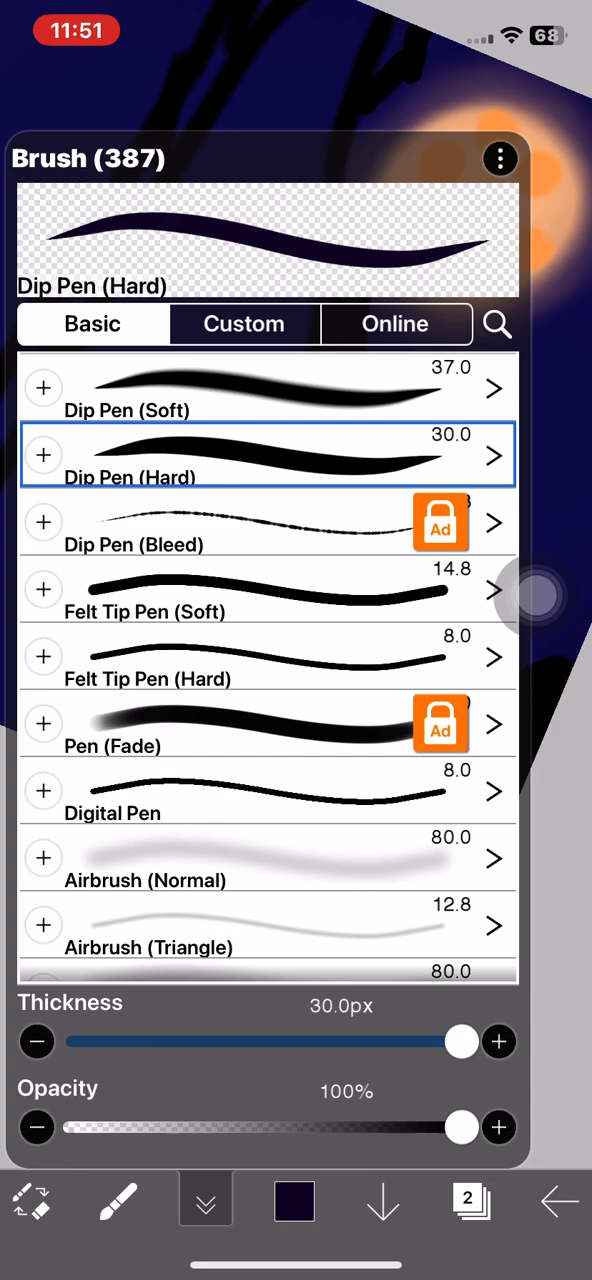 11:51
68
Brush (387)
Dip Pen (Hard)
Basic
Custom
Online
37.0
Dip Pen (Soft)
30.0
Dip Pen (Hard)
Ad
Dip Pen (Bleed)
14.8
Felt Tip Pen (Soft)
8.0
Felt Tip Pen (Hard)
Ad
Pen (Fade)
8.0
Digital Pen
80.0
Airbrush (Normal)
12.8
Airbrush (Triangle)
80.0
Thickness
30.0px
Opacity
100%
2